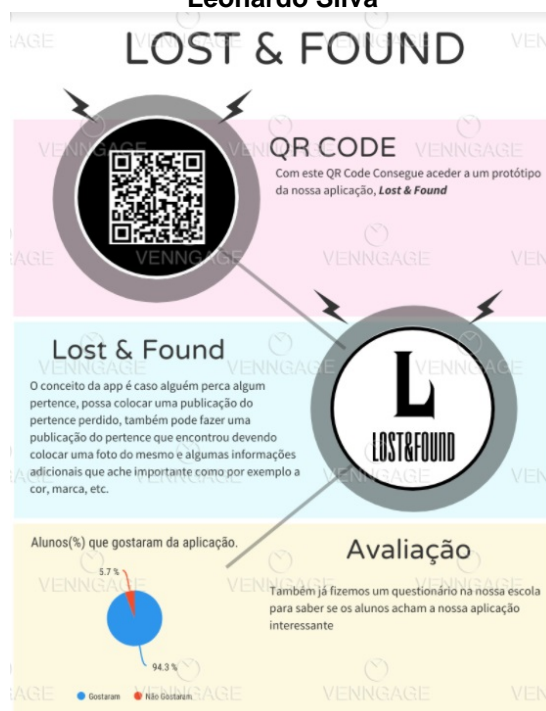 Leonardo Silva
LOST & FOUND
QR CODE
Com este QR Code Consegue aceder a um protótipo
da nossa aplicação, Lost & Found
Lost & Found
O conceito da app é caso alguém perca algum
pertence, possa colocar uma publicação do
pertence perdido, também pode fazer uma
publicação do pertence que encontrou devendo
colocar uma foto do mesmo e algumas informações
adicionais que ache importante como por exemplo a
cor, marca, etc.
L
LOST&FOUND
Alunos(%) que gostaram da aplicação.
5.7 %
94.3 %
Gostaram
Não Gostaram
Avaliação
Também já fizemos um questionário na nossa escola
para saber se os alunos acham a nossa aplicação
interessante
VENNGAGE